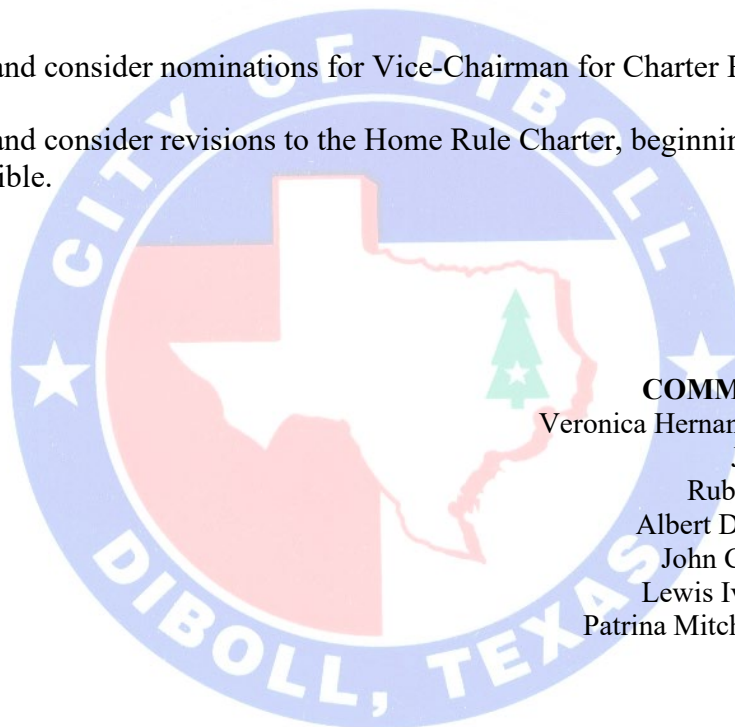 CITY OF DIBOLL
and consider nominations for Vice-Chairman for Charter
and consider revisions to the Home Rule Charter,
ible.
COMM
Veronica Hernan
J
Rub
Albert D
John
Lewis Iv
Patrina Mitch
DIBOLL, TEXAS